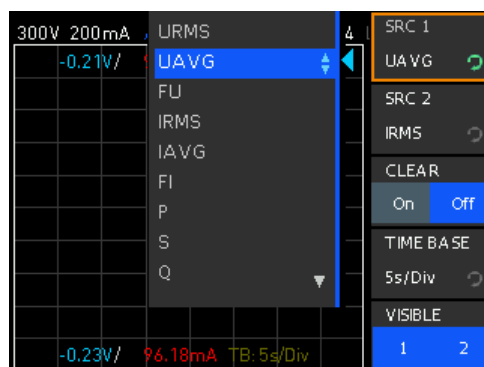 300V 200mA
4
-0.21V/
URMS
UAVG
FU
IRMS
IAVG
FI
P
S
Q
-0.23V/ 96.18mA TB: 5s/Div
SRC 1
UAVG
SRC 2
IRMS
CLEAR
On Off
TIME BASE
5s/Div
VISIBLE
1 2